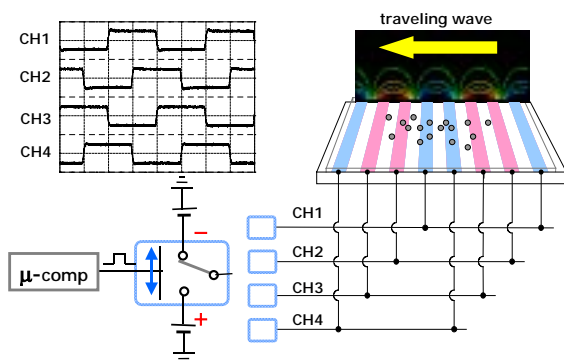 traveling wave
CH1
CH2
CH3
CH4
CH1
CH2
CH3
CH4
−
μ-comp
+